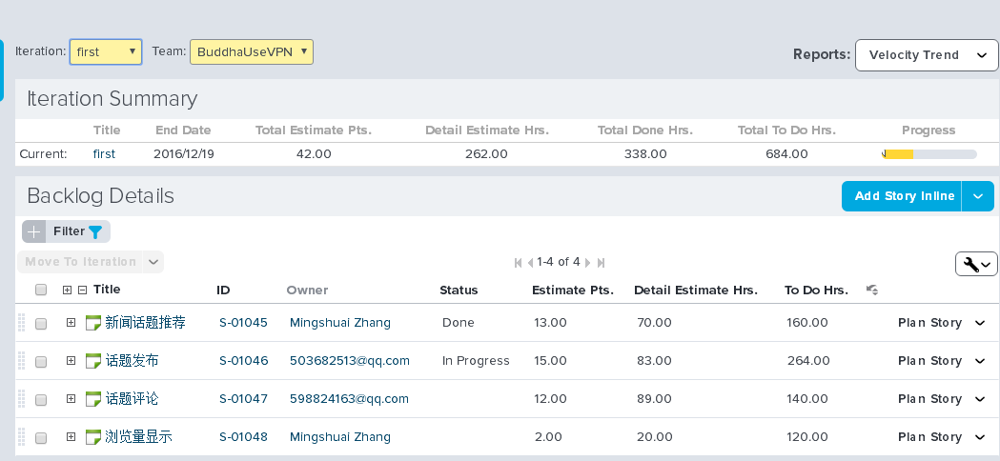 Iteration: first Team: BuddhaUseVPN Reports: Velocity Trend
Iteration Summary
Title End Date Total Estimate Pts. Detail Estimate Hrs. Total Done Hrs. Total To Do Hrs. Progress
Current: first 2016/12/19 42.00 262.00 338.00 684.00
Backlog Details Add Story Inline
Filter
Move To Iteration 1-4 of 4
Title ID Owner Status Estimate Pts. Detail Estimate Hrs. To Do Hrs.
新闻话题推荐 S-01045 Mingshuai Zhang Done 13.00 70.00 160.00 Plan Story
话题发布 S-01046 503682513@qq.com In Progress 15.00 83.00 264.00 Plan Story
话题评论 S-01047 598824163@qq.com 12.00 89.00 140.00 Plan Story
浏览量显示 S-01048 Mingshuai Zhang 2.00 20.00 120.00 Plan Story